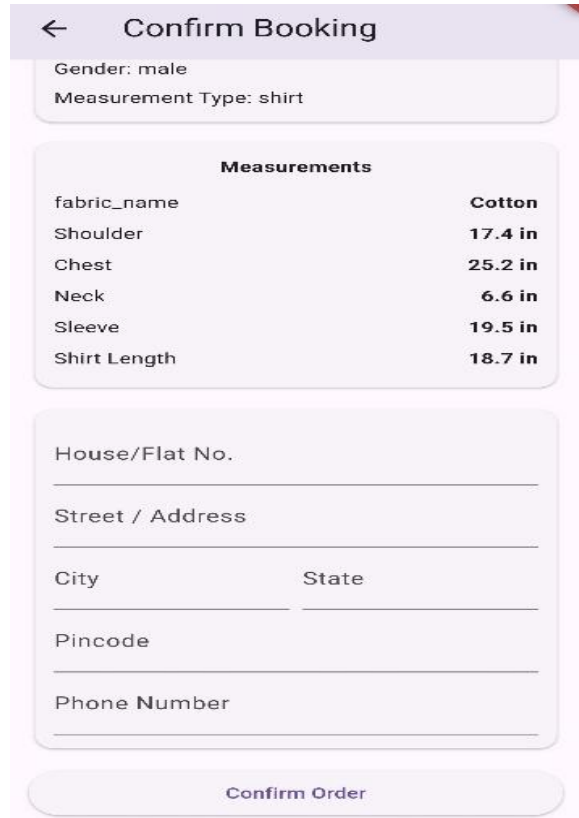 Confirm Booking
Gender: male
Measurement Type: shirt
Measurements
fabric_name Cotton
Shoulder 17.4 in
Chest 25.2 in
Neck 6.6 in
Sleeve 19.5 in
Shirt Length 18.7 in
House/Flat No.
Street / Address
City State
Pincode
Phone Number
Confirm Order